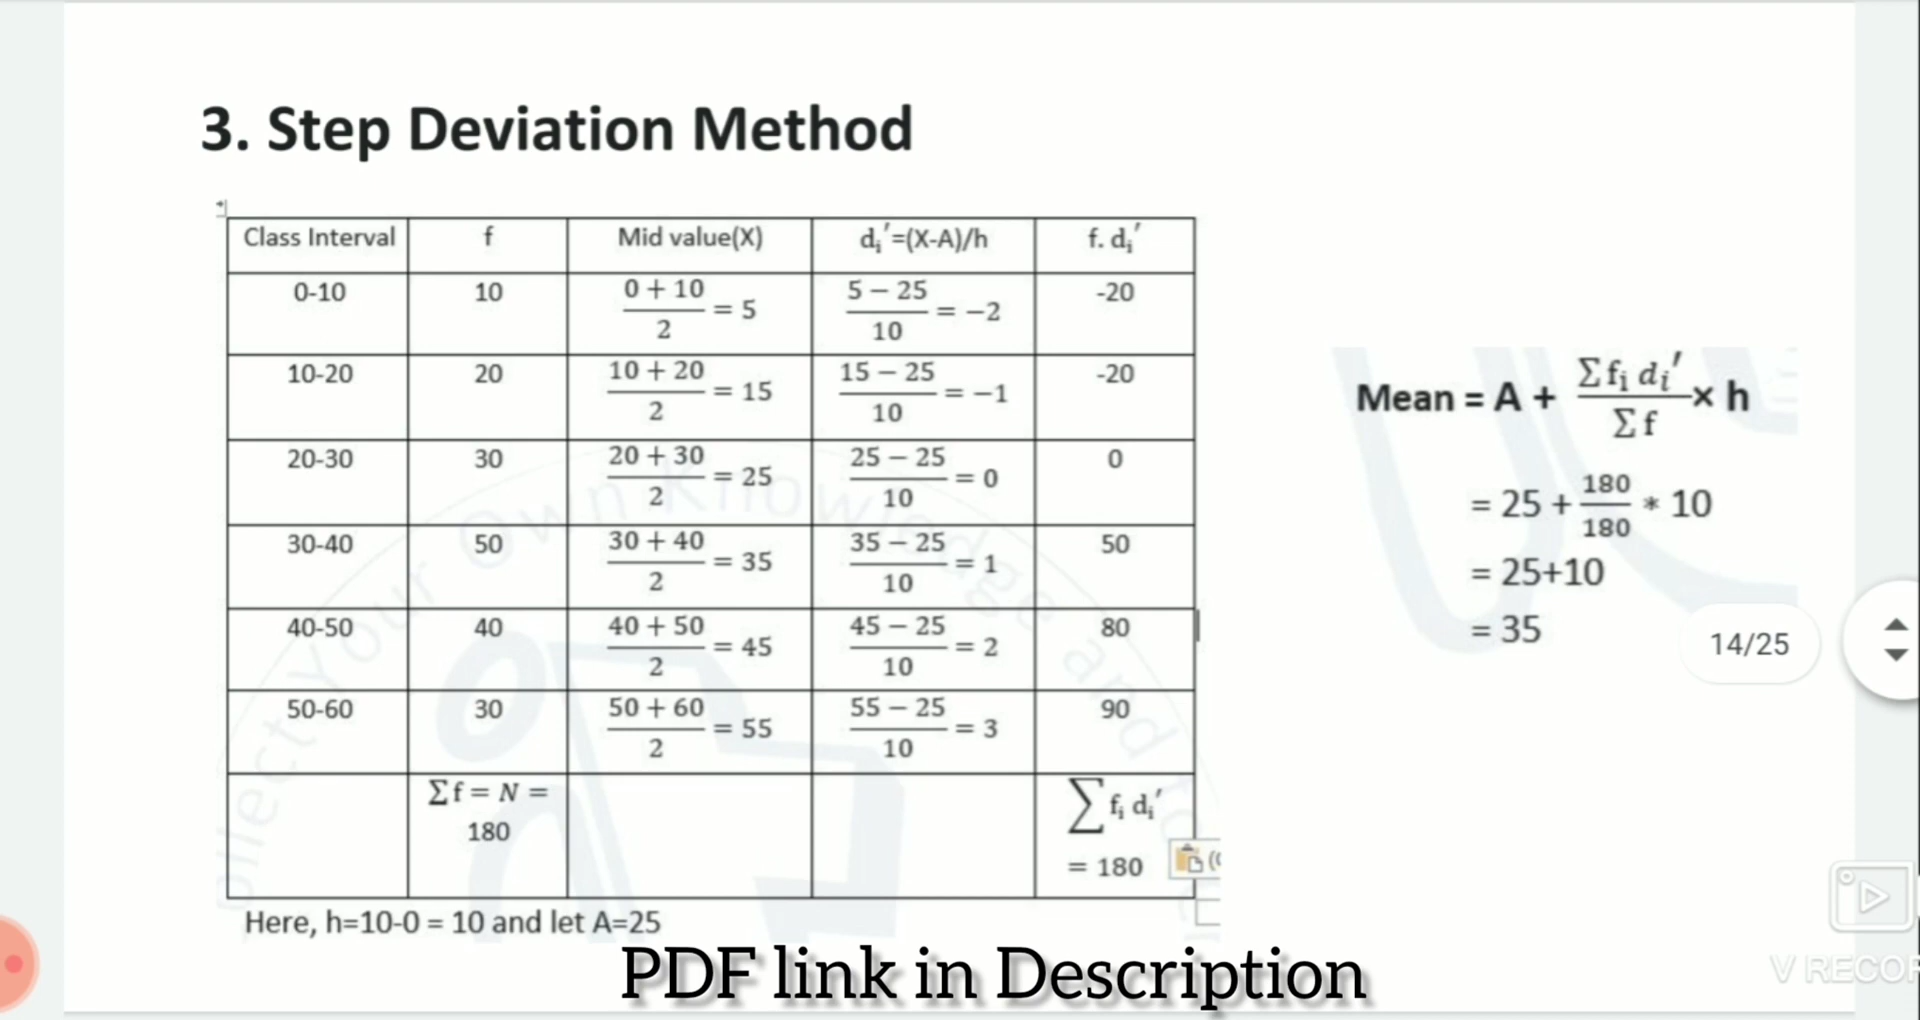 3. Step Deviation Method
Class Interval f Mid value(X) dᵢ′=(X-A)/h f. dᵢ′
0-10 10 (0 + 10)/2 = 5 (5 − 25)/10 = −2 -20
10-20 20 (10 + 20)/2 = 15 (15 − 25)/10 = −1 -20
20-30 30 (20 + 30)/2 = 25 (25 − 25)/10 = 0 0
30-40 50 (30 + 40)/2 = 35 (35 − 25)/10 = 1 50
40-50 40 (40 + 50)/2 = 45 (45 − 25)/10 = 2 80
50-60 30 (50 + 60)/2 = 55 (55 − 25)/10 = 3 90
Σf = N = 180 ∑ fᵢ dᵢ′ = 180
Here, h=10-0 = 10 and let A=25
Mean = A + (Σfᵢ dᵢ′)/(Σf) × h
= 25 + 180/180 * 10
= 25+10
= 35
14/25
Your Own Knowledge and
PDF link in Description
V RECOR